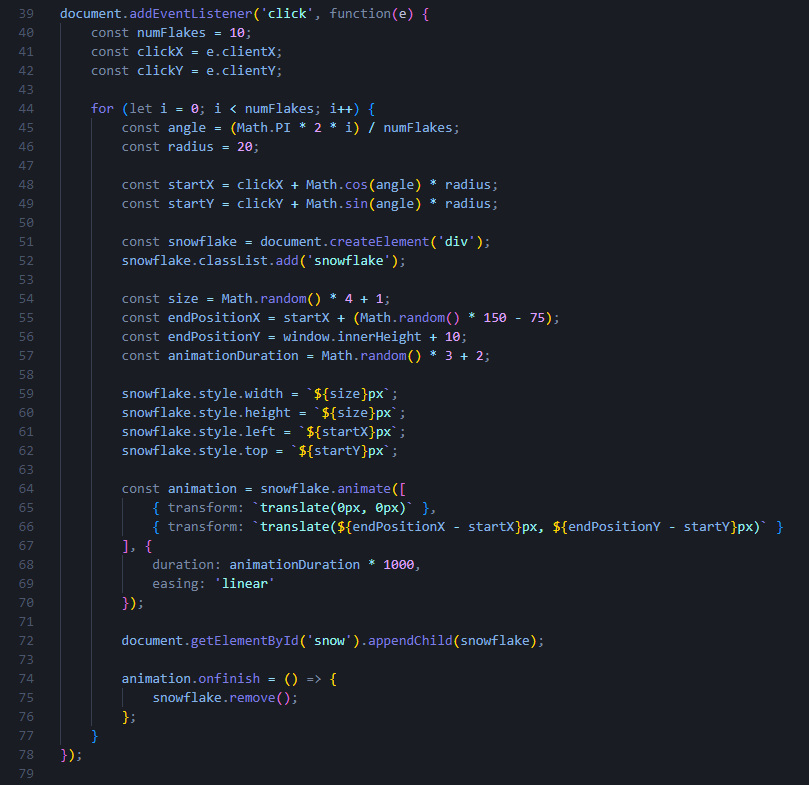 39 document.addEventListener('click', function(e) {
40     const numFlakes = 10;
41     const clickX = e.clientX;
42     const clickY = e.clientY;
43
44     for (let i = 0; i < numFlakes; i++) {
45         const angle = (Math.PI * 2 * i) / numFlakes;
46         const radius = 20;
47
48         const startX = clickX + Math.cos(angle) * radius;
49         const startY = clickY + Math.sin(angle) * radius;
50
51         const snowflake = document.createElement('div');
52         snowflake.classList.add('snowflake');
53
54         const size = Math.random() * 4 + 1;
55         const endPositionX = startX + (Math.random() * 150 - 75);
56         const endPositionY = window.innerHeight + 10;
57         const animationDuration = Math.random() * 3 + 2;
58
59         snowflake.style.width = `${size}px`;
60         snowflake.style.height = `${size}px`;
61         snowflake.style.left = `${startX}px`;
62         snowflake.style.top = `${startY}px`;
63
64         const animation = snowflake.animate([
65             { transform: `translate(0px, 0px)` },
66             { transform: `translate(${endPositionX - startX}px, ${endPositionY - startY}px)` }
67         ], {
68             duration: animationDuration * 1000,
69             easing: 'linear'
70         });
71
72         document.getElementById('snow').appendChild(snowflake);
73
74         animation.onfinish = () => {
75             snowflake.remove();
76         };
77     }
78 });
79